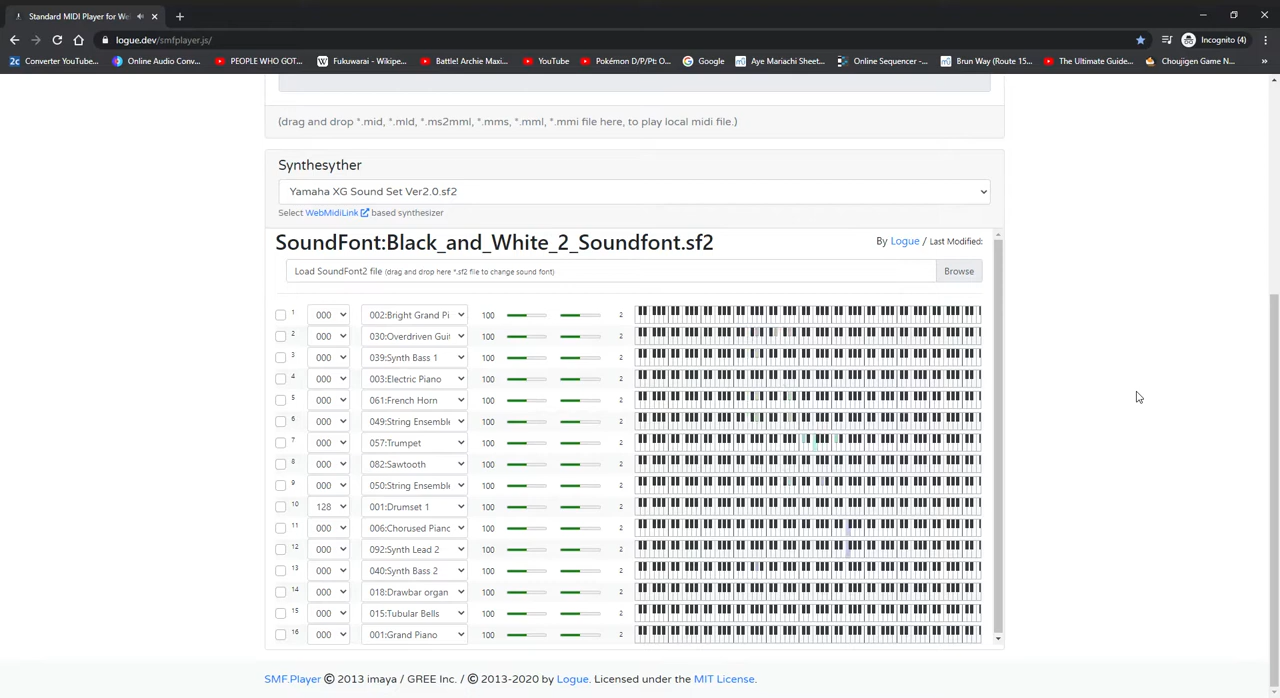 Standard MIDI Player for We
logue.dev/smfplayer.js/
Incognito (4)
Converter YouTube...
Online Audio Conv...
PEOPLE WHO GOT...
Fukuwarai - Wikipe...
Battle! Archie Maxi...
YouTube
Pokémon D/P/Pt: O...
Google
Aye Mariachi Sheet...
Online Sequencer -...
Brun Way (Route 15...
The Ultimate Guide...
Choujigen Game N...
»
(drag and drop *.mid, *.mld, *.ms2mml, *.mms, *.mml, *.mmi file here, to play local midi file.)
Synthesyther
Yamaha XG Sound Set Ver2.0.sf2
Select WebMidiLink based synthesizer
SoundFont:Black_and_White_2_Soundfont.sf2
By Logue / Last Modified:
Load SoundFont2 file (drag and drop here *.sf2 file to change sound font)
Browse
1 000 002:Bright Grand Pi 100 2
2 000 030:Overdriven Guit 100 2
3 000 039:Synth Bass 1 100 2
4 000 003:Electric Piano 100 2
5 000 061:French Horn 100 2
6 000 049:String Ensemble 100 2
7 000 057:Trumpet 100 2
8 000 082:Sawtooth 100 2
9 000 050:String Ensemble 100 2
10 128 001:Drumset 1 100 2
11 000 006:Chorused Piano 100 2
12 000 092:Synth Lead 2 100 2
13 000 040:Synth Bass 2 100 2
14 000 018:Drawbar organ 100 2
15 000 015:Tubular Bells 100 2
16 000 001:Grand Piano 100 2
SMF.Player © 2013 imaya / GREE Inc. / © 2013-2020 by Logue. Licensed under the MIT License.